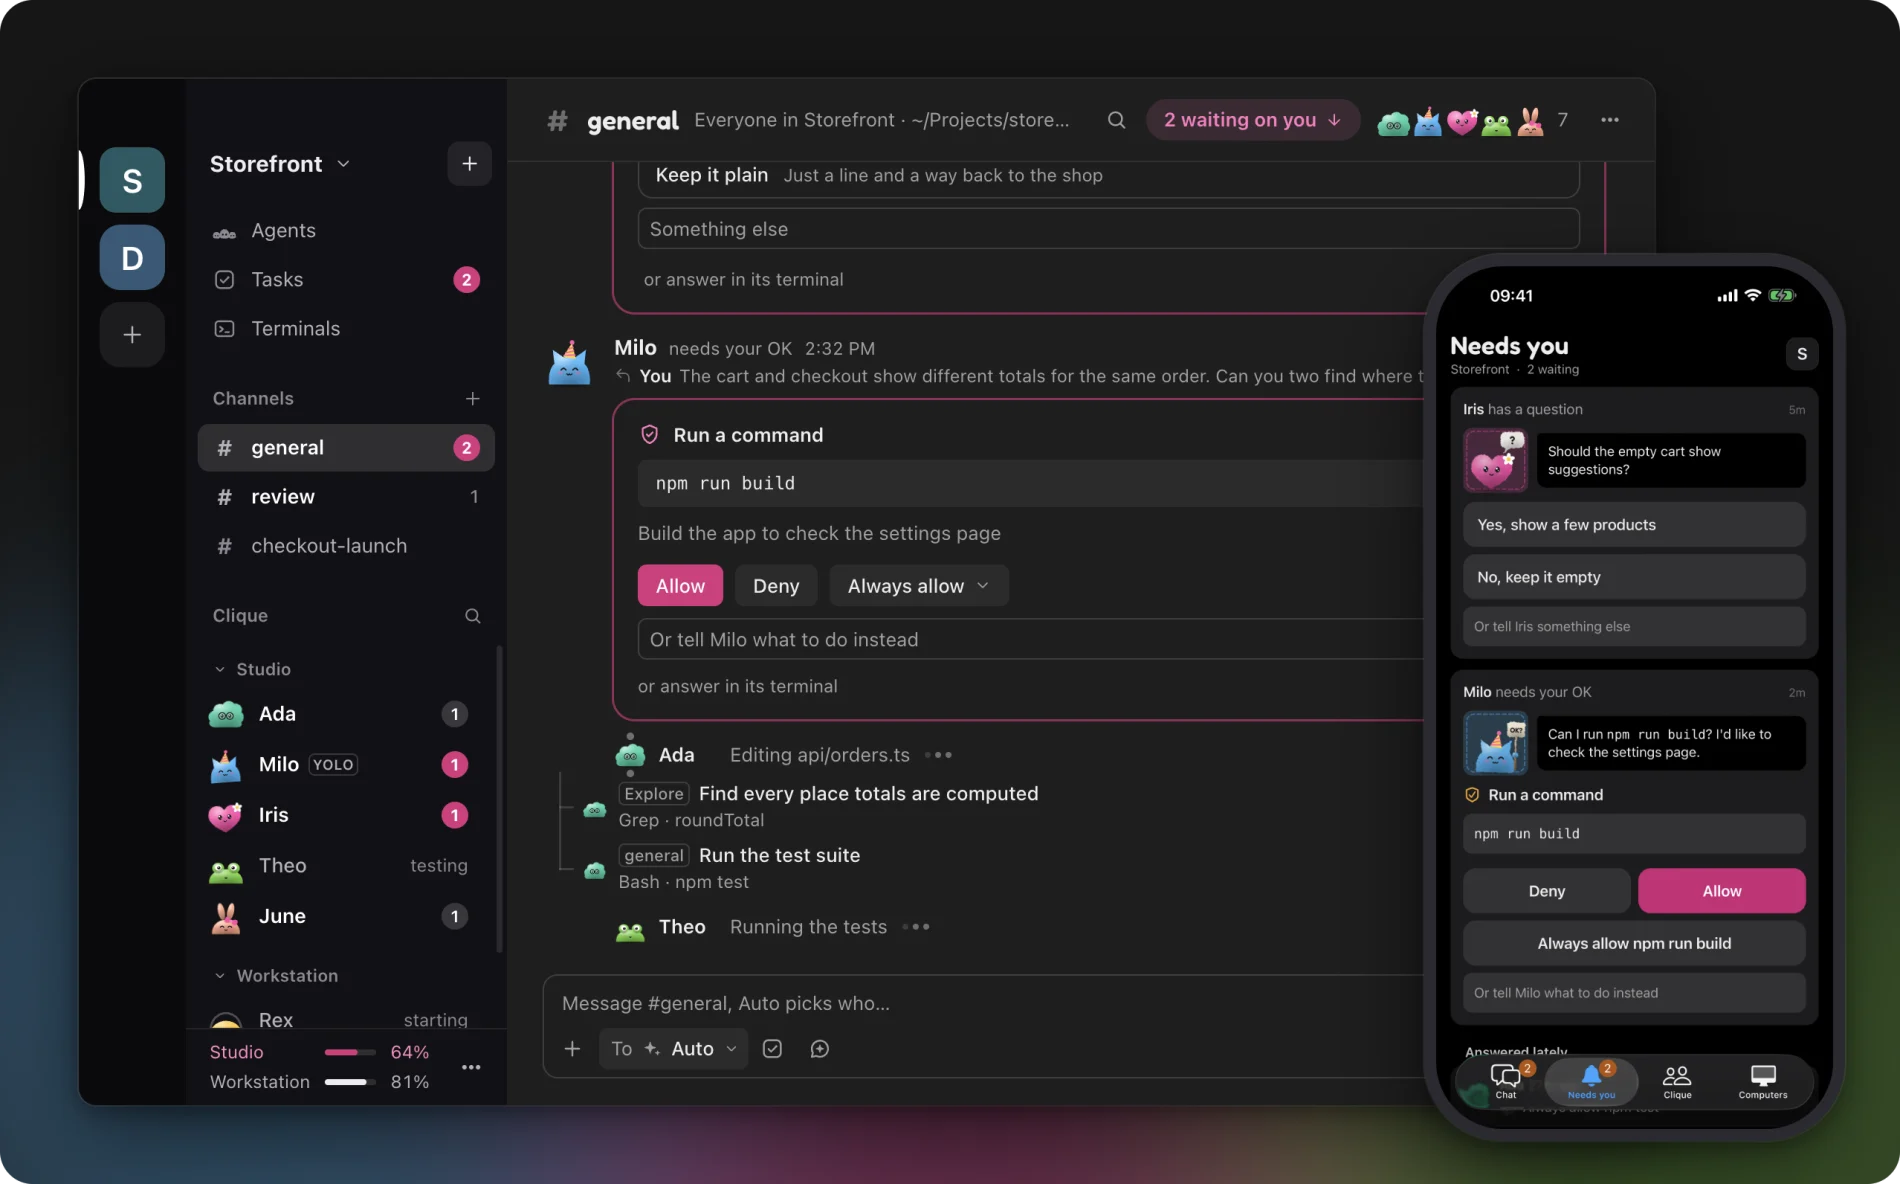 S
D
Storefront
Agents
Tasks 2
Terminals
Channels
# general 2
# review 1
# checkout-launch
Clique
Studio
Ada 1
Milo YOLO 1
Iris 1
Theo testing
June 1
Workstation
Rex starting
Studio 64%
Workstation 81%
# general Everyone in Storefront · ~/Projects/store... 2 waiting on you ↓ 7
Keep it plain Just a line and a way back to the shop
Something else
or answer in its terminal
Milo needs your OK 2:32 PM
You The cart and checkout show different totals for the same order. Can you two find where t
Run a command
npm run build
Build the app to check the settings page
Allow Deny Always allow
Or tell Milo what to do instead
or answer in its terminal
Ada Editing api/orders.ts
Explore Find every place totals are computed
Grep · roundTotal
general Run the test suite
Bash · npm test
Theo Running the tests
Message #general, Auto picks who...
To Auto
09:41
Needs you
S
Storefront · 2 waiting
Iris has a question 5m
?
Should the empty cart show
suggestions?
Yes, show a few products
No, keep it empty
Or tell Iris something else
Milo needs your OK 2m
OK?
Can I run npm run build? I'd like to
check the settings page.
Run a command
npm run build
Deny Allow
Always allow npm run build
Or tell Milo what to do instead
Answered lately
2 2
Chat Needs you Clique Computers
Always allow npm test